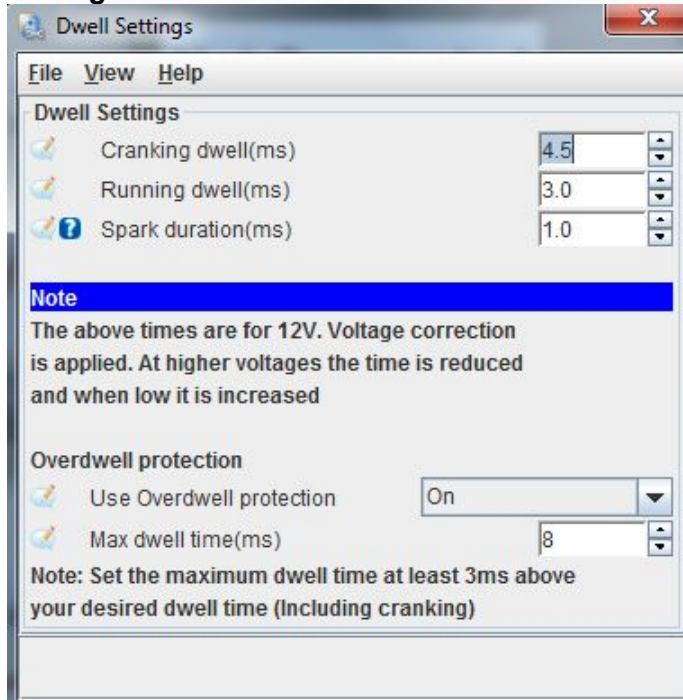 Dwell Settings
File View Help
Dwell Settings
Cranking dwell(ms) 4.5
Running dwell(ms) 3.0
? Spark duration(ms) 1.0
Note
The above times are for 12V. Voltage correction
is applied. At higher voltages the time is reduced
and when low it is increased
Overdwell protection
Use Overdwell protection On
Max dwell time(ms) 8
Note: Set the maximum dwell time at least 3ms above
your desired dwell time (Including cranking)